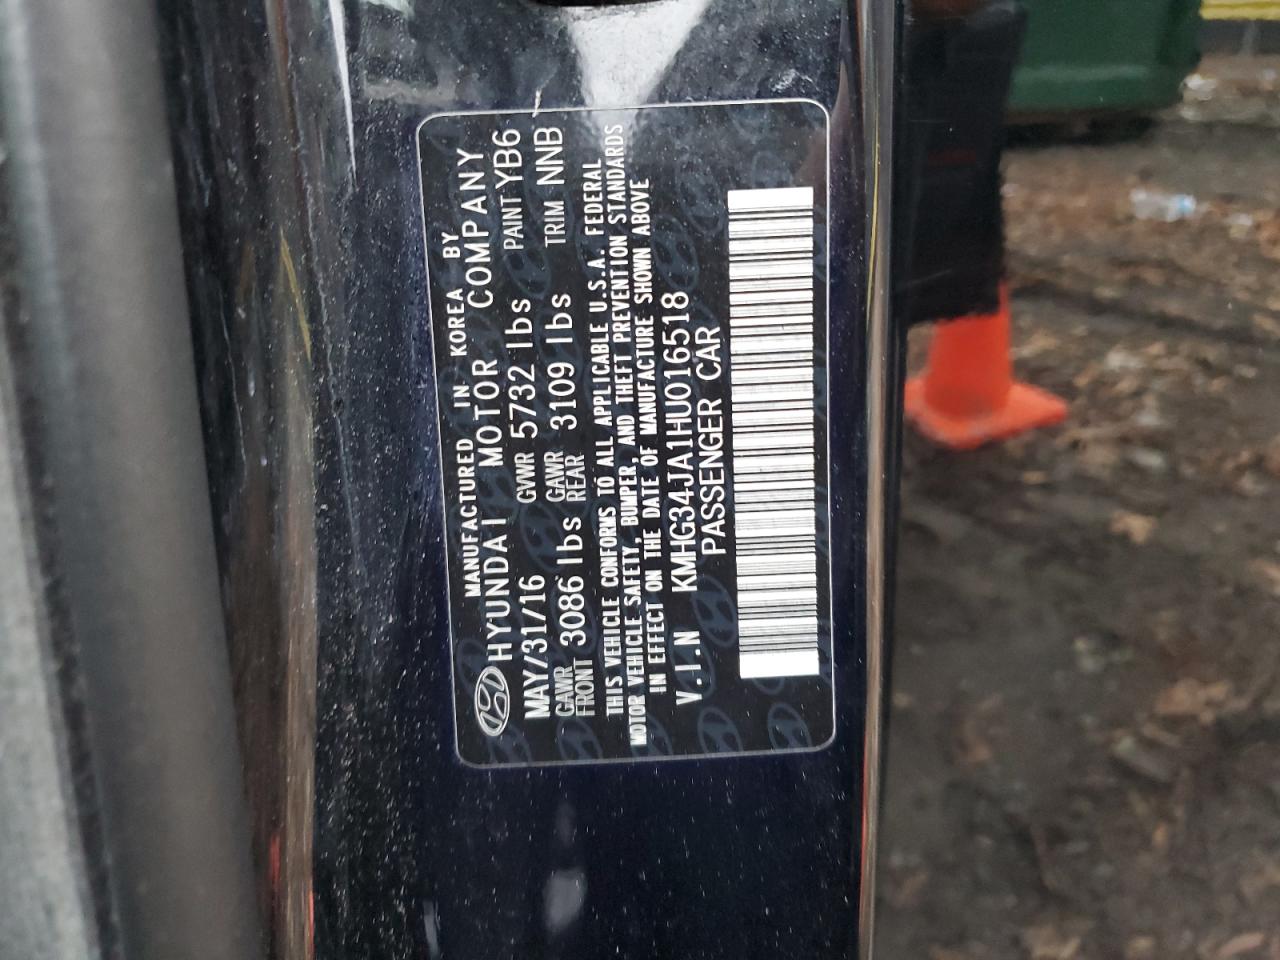 MANUFACTURED IN KOREA BY
HYUNDAI MOTOR COMPANY
MAY/31/16 GVWR 5732 lbs PAINT YB6
GAWR FRONT 3086 lbs GAWR REAR 3109 lbs TRIM NNB
THIS VEHICLE CONFORMS TO ALL APPLICABLE U.S.A. FEDERAL
MOTOR VEHICLE SAFETY, BUMPER, AND THEFT PREVENTION STANDARDS
IN EFFECT ON THE DATE OF MANUFACTURE SHOWN ABOVE
V.I.N KMHG34JA1HU016518
PASSENGER CAR